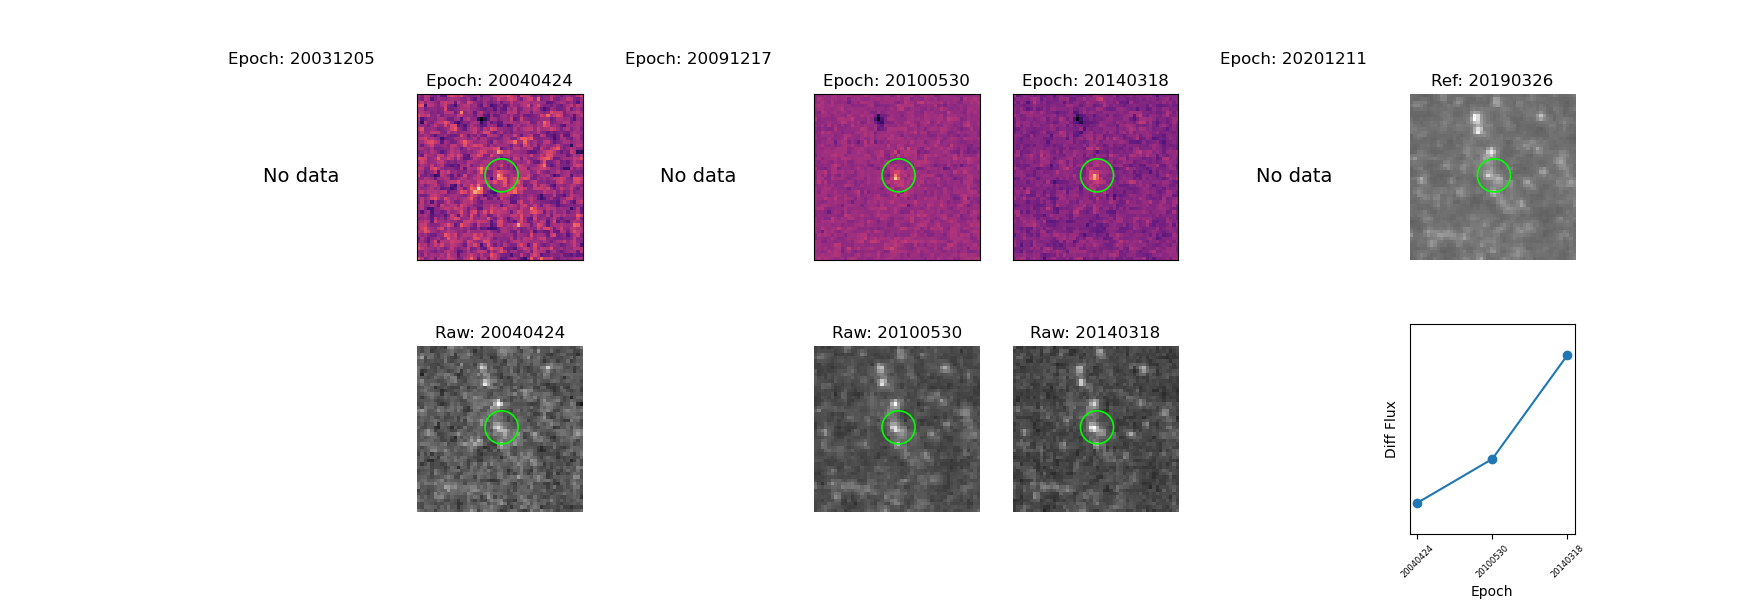 Epoch: 20031205
Epoch: 20040424
Epoch: 20091217
Epoch: 20100530
Epoch: 20140318
Epoch: 20201211
Ref: 20190326
No data
No data
No data
Raw: 20040424
Raw: 20100530
Raw: 20140318
Diff Flux
20040424
20100530
20140318
Epoch